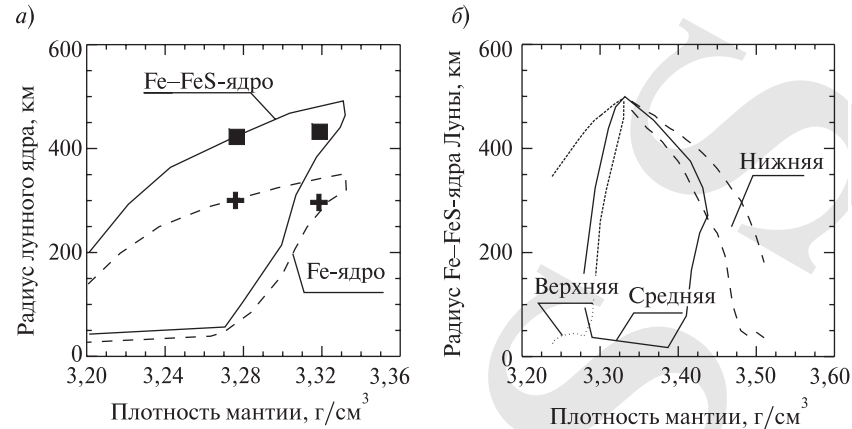 а)
600
400
200
0
3,20
3,24
3,28
3,32
3,36
Радиус лунного ядра, км
Плотность мантии, г/см³
Fe–FeS-ядро
Fe-ядро
б)
600
400
200
0
3,20
3,30
3,40
3,50
3,60
Радиус Fe–FeS-ядра Луны, км
Плотность мантии, г/см³
Нижняя
Верхняя
Средняя
S
S